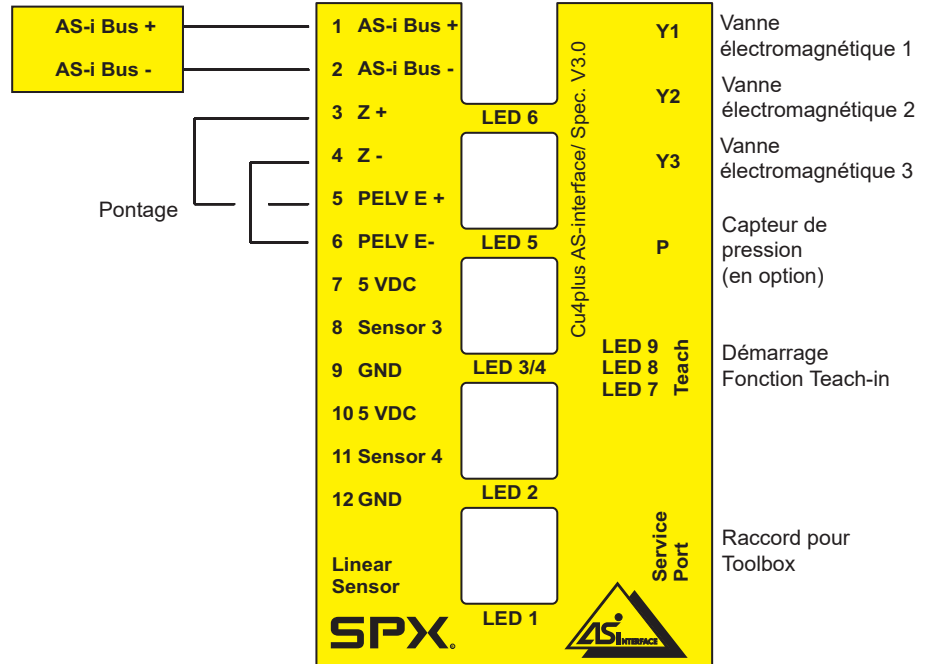 AS-i Bus +
AS-i Bus -
Pontage
1 AS-i Bus +
2 AS-i Bus -
3 Z +
4 Z -
5 PELV E +
6 PELV E-
7 5 VDC
8 Sensor 3
9 GND
10 5 VDC
11 Sensor 4
12 GND
Linear
Sensor
SPX.
LED 6
LED 5
LED 3/4
LED 2
LED 1
Cu4plus AS-interface/ Spec. V3.0
Y1
Y2
Y3
P
LED 9
LED 8
LED 7
Teach
Service
Port
ASi INTERFACE
Vanne
électromagnétique 1
Vanne
électromagnétique 2
Vanne
électromagnétique 3
Capteur de
pression
(en option)
Démarrage
Fonction Teach-in
Raccord pour
Toolbox